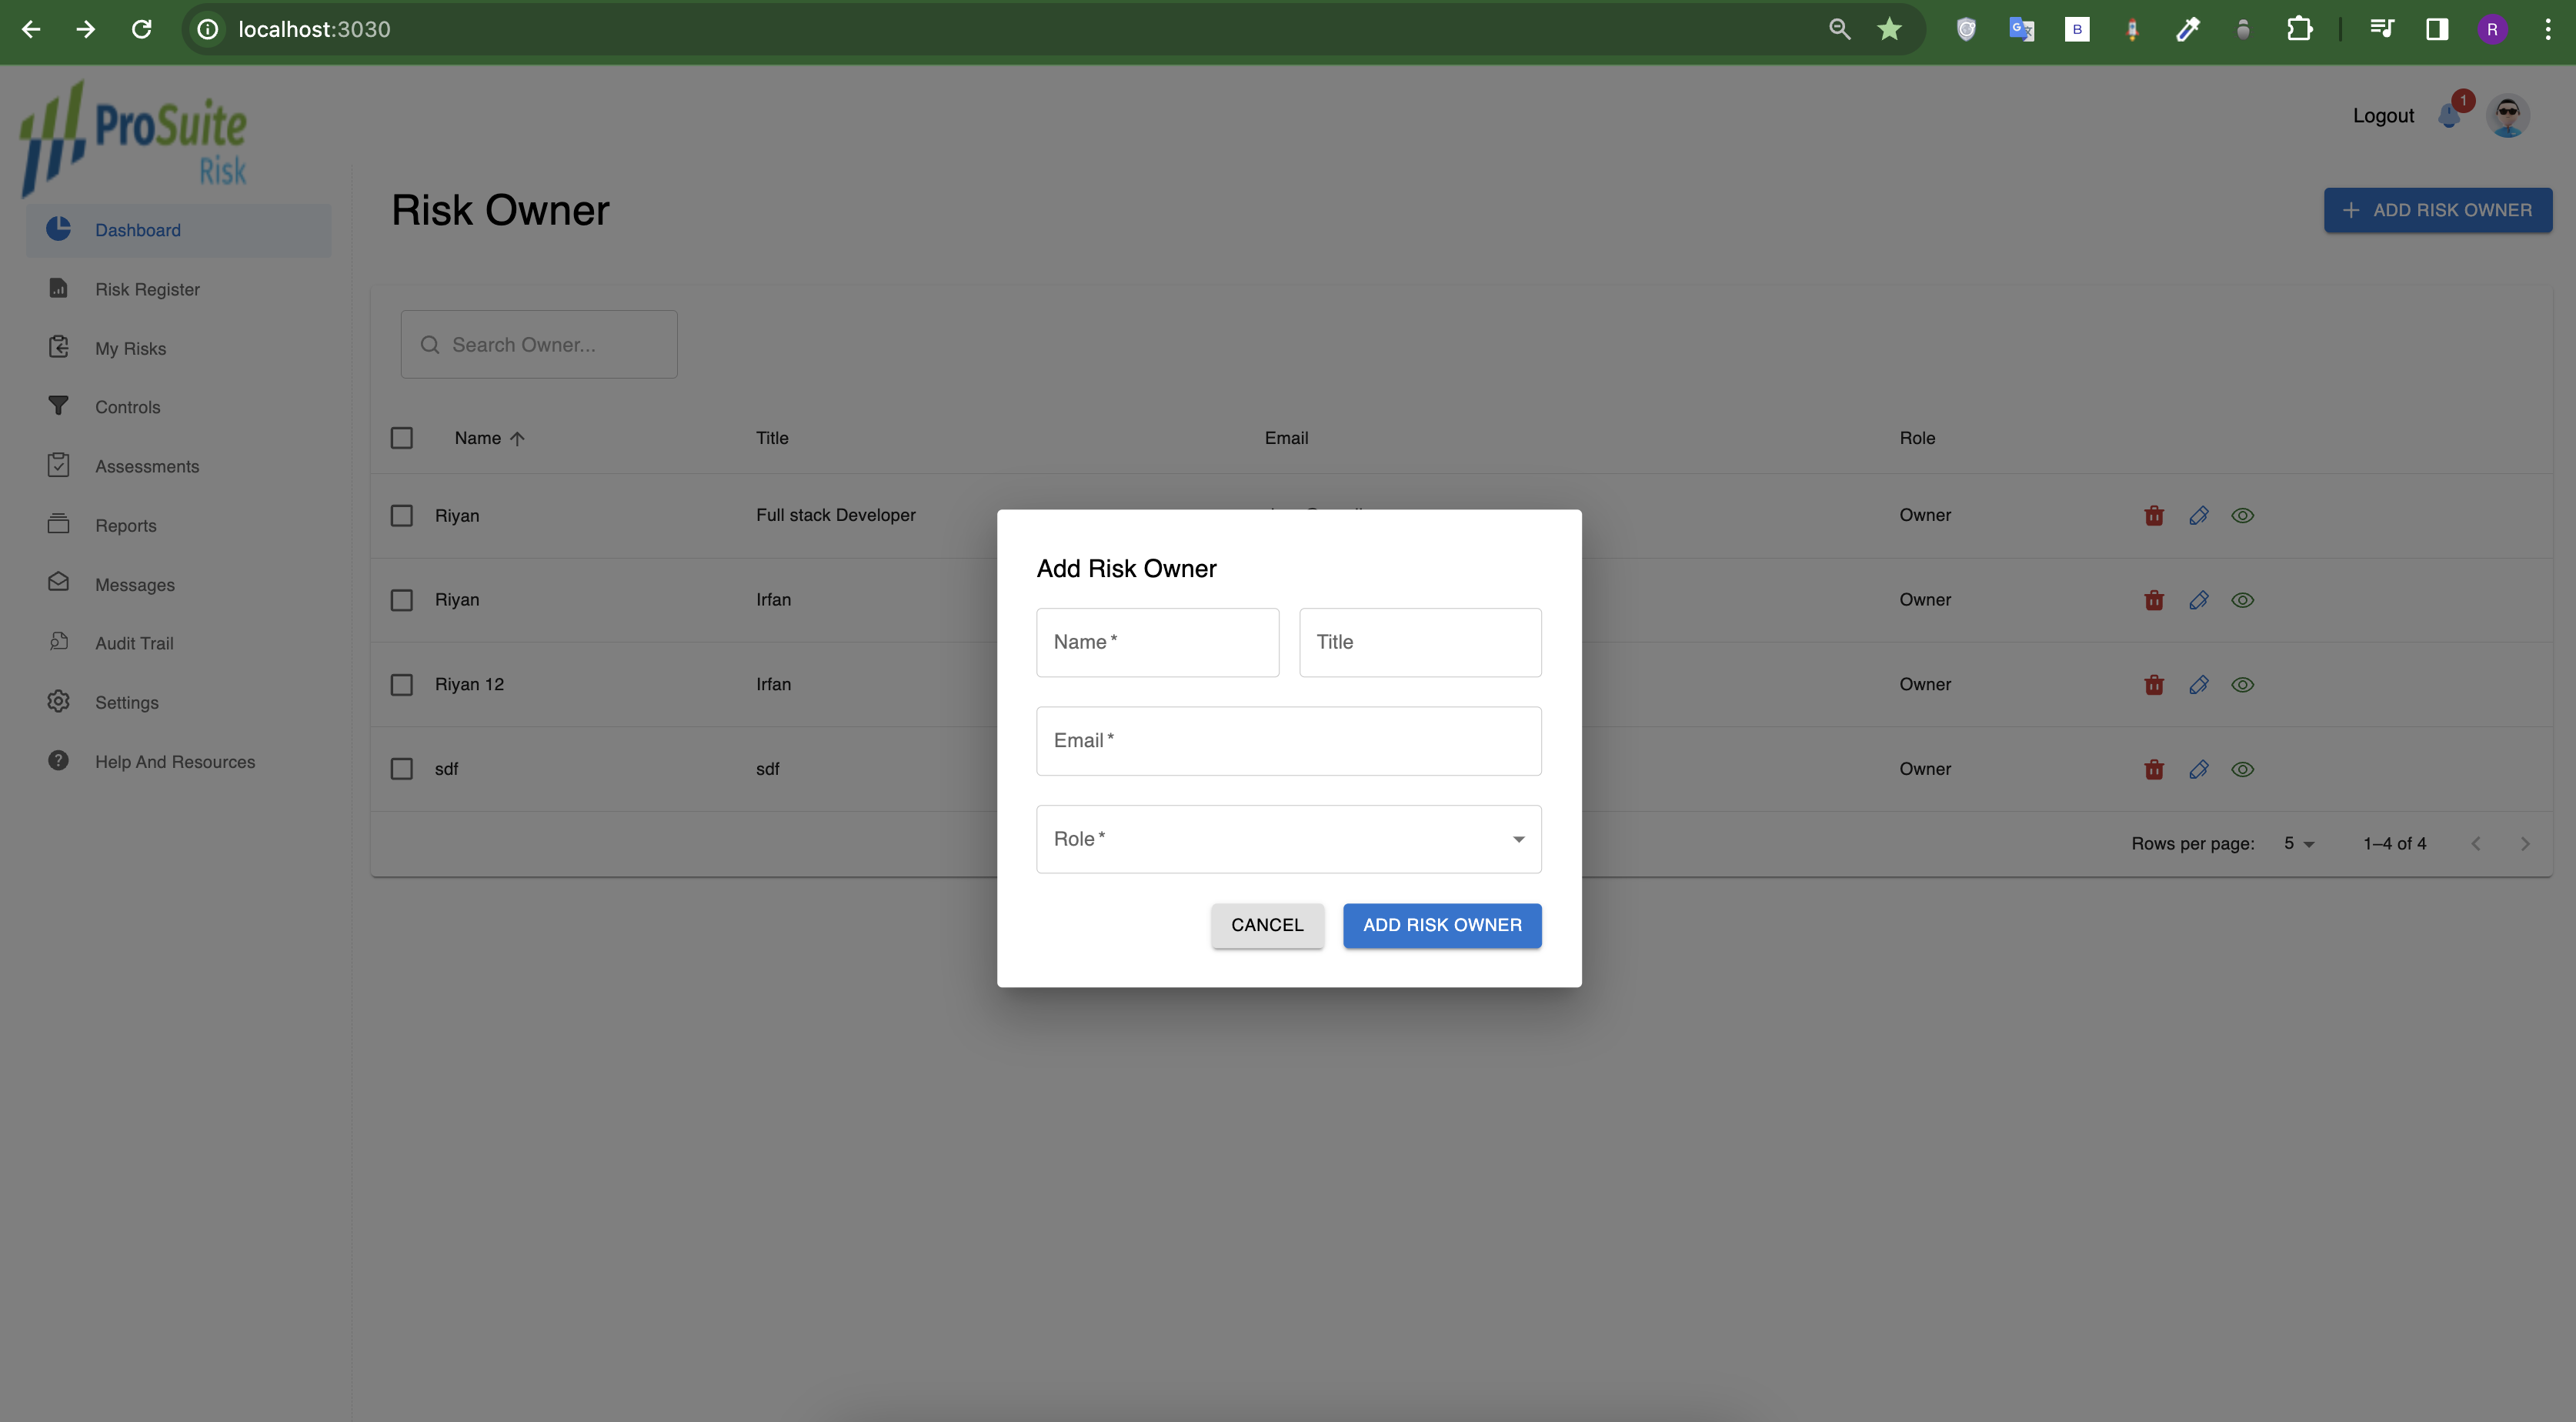 localhost:3030
B
R
ProSuite
Risk
Logout
1
Risk Owner
ADD RISK OWNER
Dashboard
Risk Register
My Risks
Controls
Assessments
Reports
Messages
Audit Trail
Settings
Help And Resources
Search Owner...
Name Title Email Role
Riyan Full stack Developer Owner
Riyan Irfan Owner
Riyan 12 Irfan Owner
sdf sdf Owner
Rows per page: 5 1–4 of 4
Add Risk Owner
Name * Title
Email *
Role *
CANCEL ADD RISK OWNER